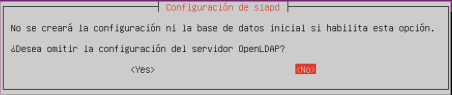 Configuración de slapd
No se creará la configuración ni la base de datos inicial si habilita esta opción.
¿Desea omitir la configuración del servidor OpenLDAP?
<Yes> <No>